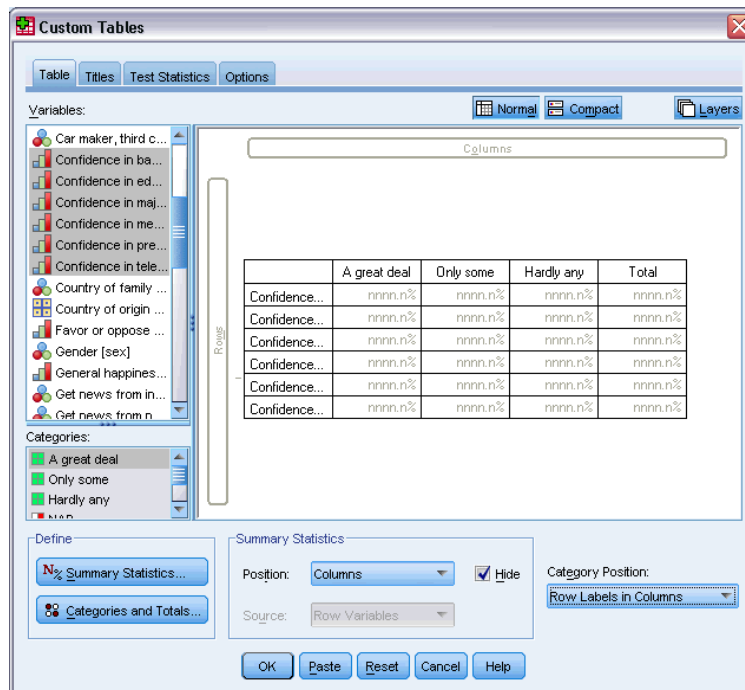 Custom Tables
Table Titles Test Statistics Options
Variables:
Normal Compact Layers
Car maker, third c...
Confidence in ba...
Confidence in ed...
Confidence in maj...
Confidence in me...
Confidence in pre...
Confidence in tele...
Country of family ...
Country of origin ...
Favor or oppose ...
Gender [sex]
General happines...
Get news from in...
Get news from n...
Columns
Rows
A great deal Only some Hardly any Total
Confidence... nnnn.n% nnnn.n% nnnn.n% nnnn.n%
Confidence... nnnn.n% nnnn.n% nnnn.n% nnnn.n%
Confidence... nnnn.n% nnnn.n% nnnn.n% nnnn.n%
Confidence... nnnn.n% nnnn.n% nnnn.n% nnnn.n%
Confidence... nnnn.n% nnnn.n% nnnn.n% nnnn.n%
Confidence... nnnn.n% nnnn.n% nnnn.n% nnnn.n%
Categories:
A great deal
Only some
Hardly any
NAP
Define
N% Summary Statistics...
Categories and Totals...
Summary Statistics
Position: Columns Hide
Source: Row Variables
Category Position:
Row Labels in Columns
OK Paste Reset Cancel Help